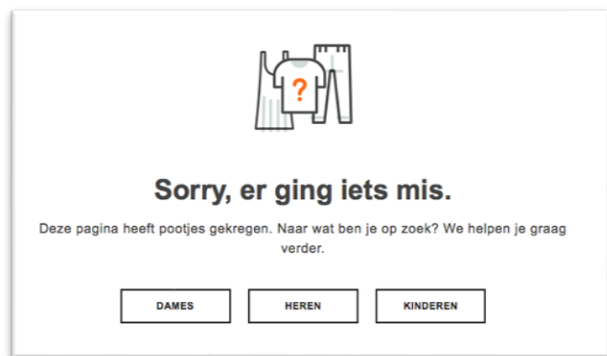 ?
Sorry, er ging iets mis.
Deze pagina heeft pootjes gekregen. Naar wat ben je op zoek? We helpen je graag
verder.
DAMES HEREN KINDEREN